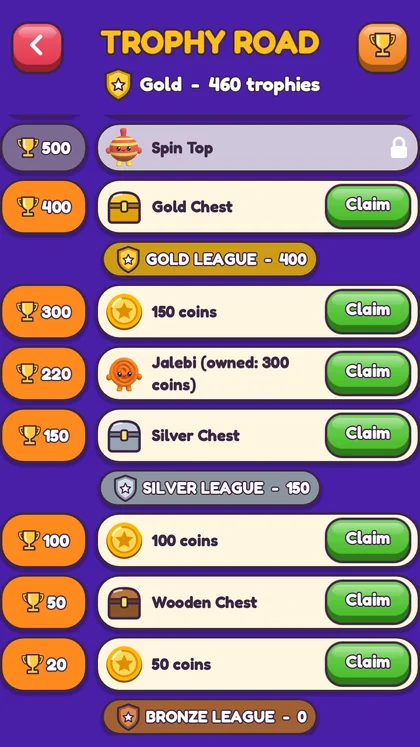 TROPHY ROAD
Gold - 460 trophies
500 Spin Top
400 Gold Chest Claim
GOLD LEAGUE - 400
300 150 coins Claim
220 Jalebi (owned: 300
coins) Claim
150 Silver Chest Claim
SILVER LEAGUE - 150
100 100 coins Claim
50 Wooden Chest Claim
20 50 coins Claim
BRONZE LEAGUE - 0